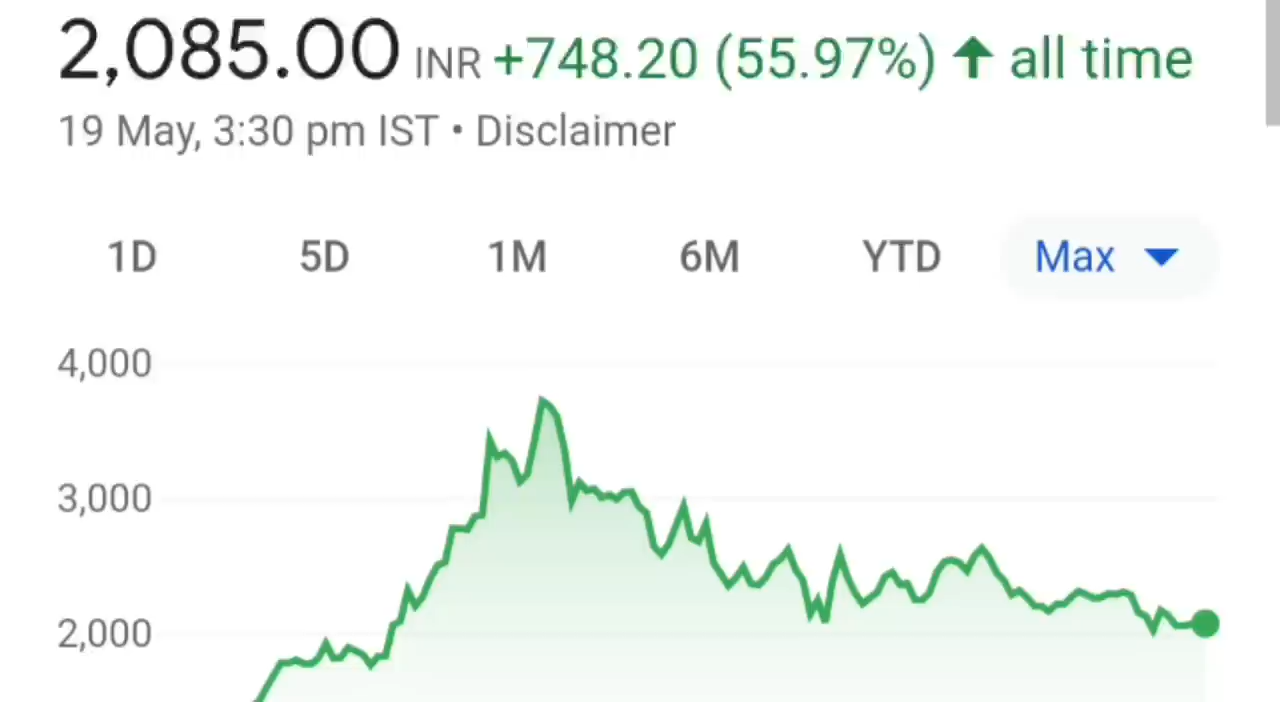 2,085.00 INR +748.20 (55.97%) ↑ all time
19 May, 3:30 pm IST • Disclaimer
1D 5D 1M 6M YTD Max
4,000
3,000
2,000